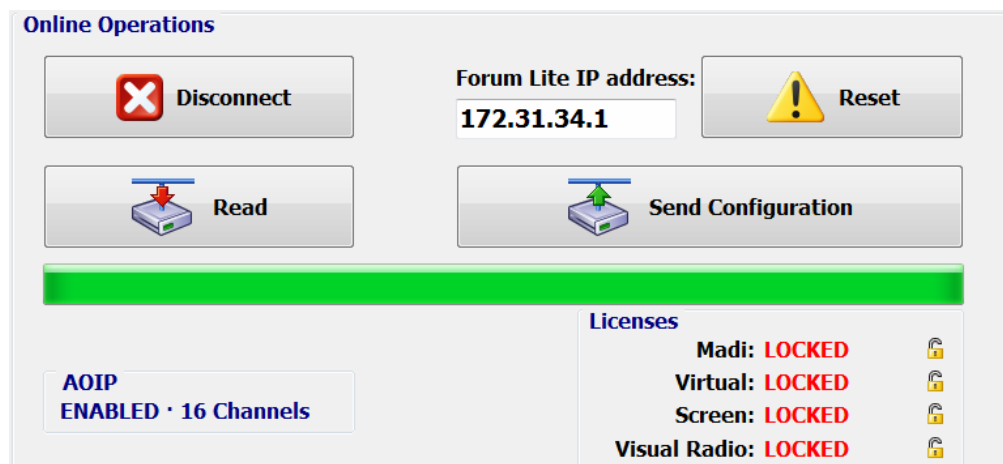 Online Operations
Disconnect
Forum Lite IP address:
172.31.34.1
Reset
Read
Send Configuration
Licenses
Madi: LOCKED
Virtual: LOCKED
Screen: LOCKED
Visual Radio: LOCKED
AOIP
ENABLED · 16 Channels